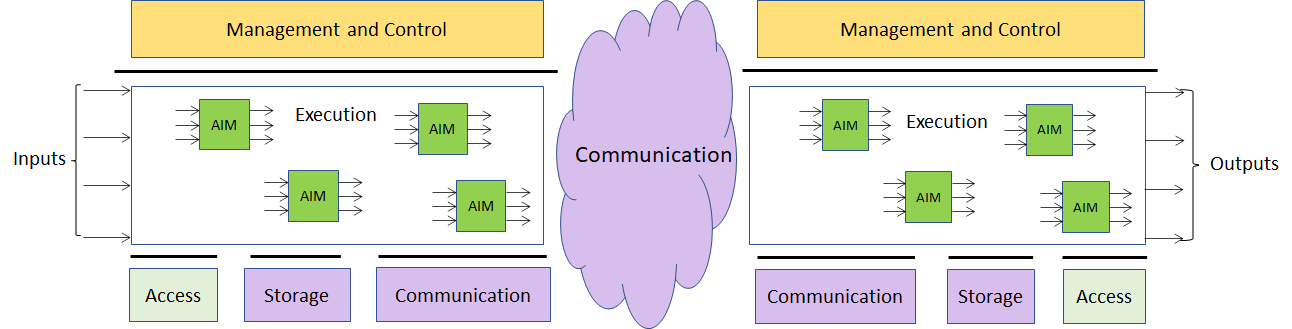 Management and Control
Management and Control
Inputs
Execution
AIM
AIM
AIM
AIM
Communication
Execution
AIM
AIM
AIM
AIM
Outputs
Access
Storage
Communication
Communication
Storage
Access